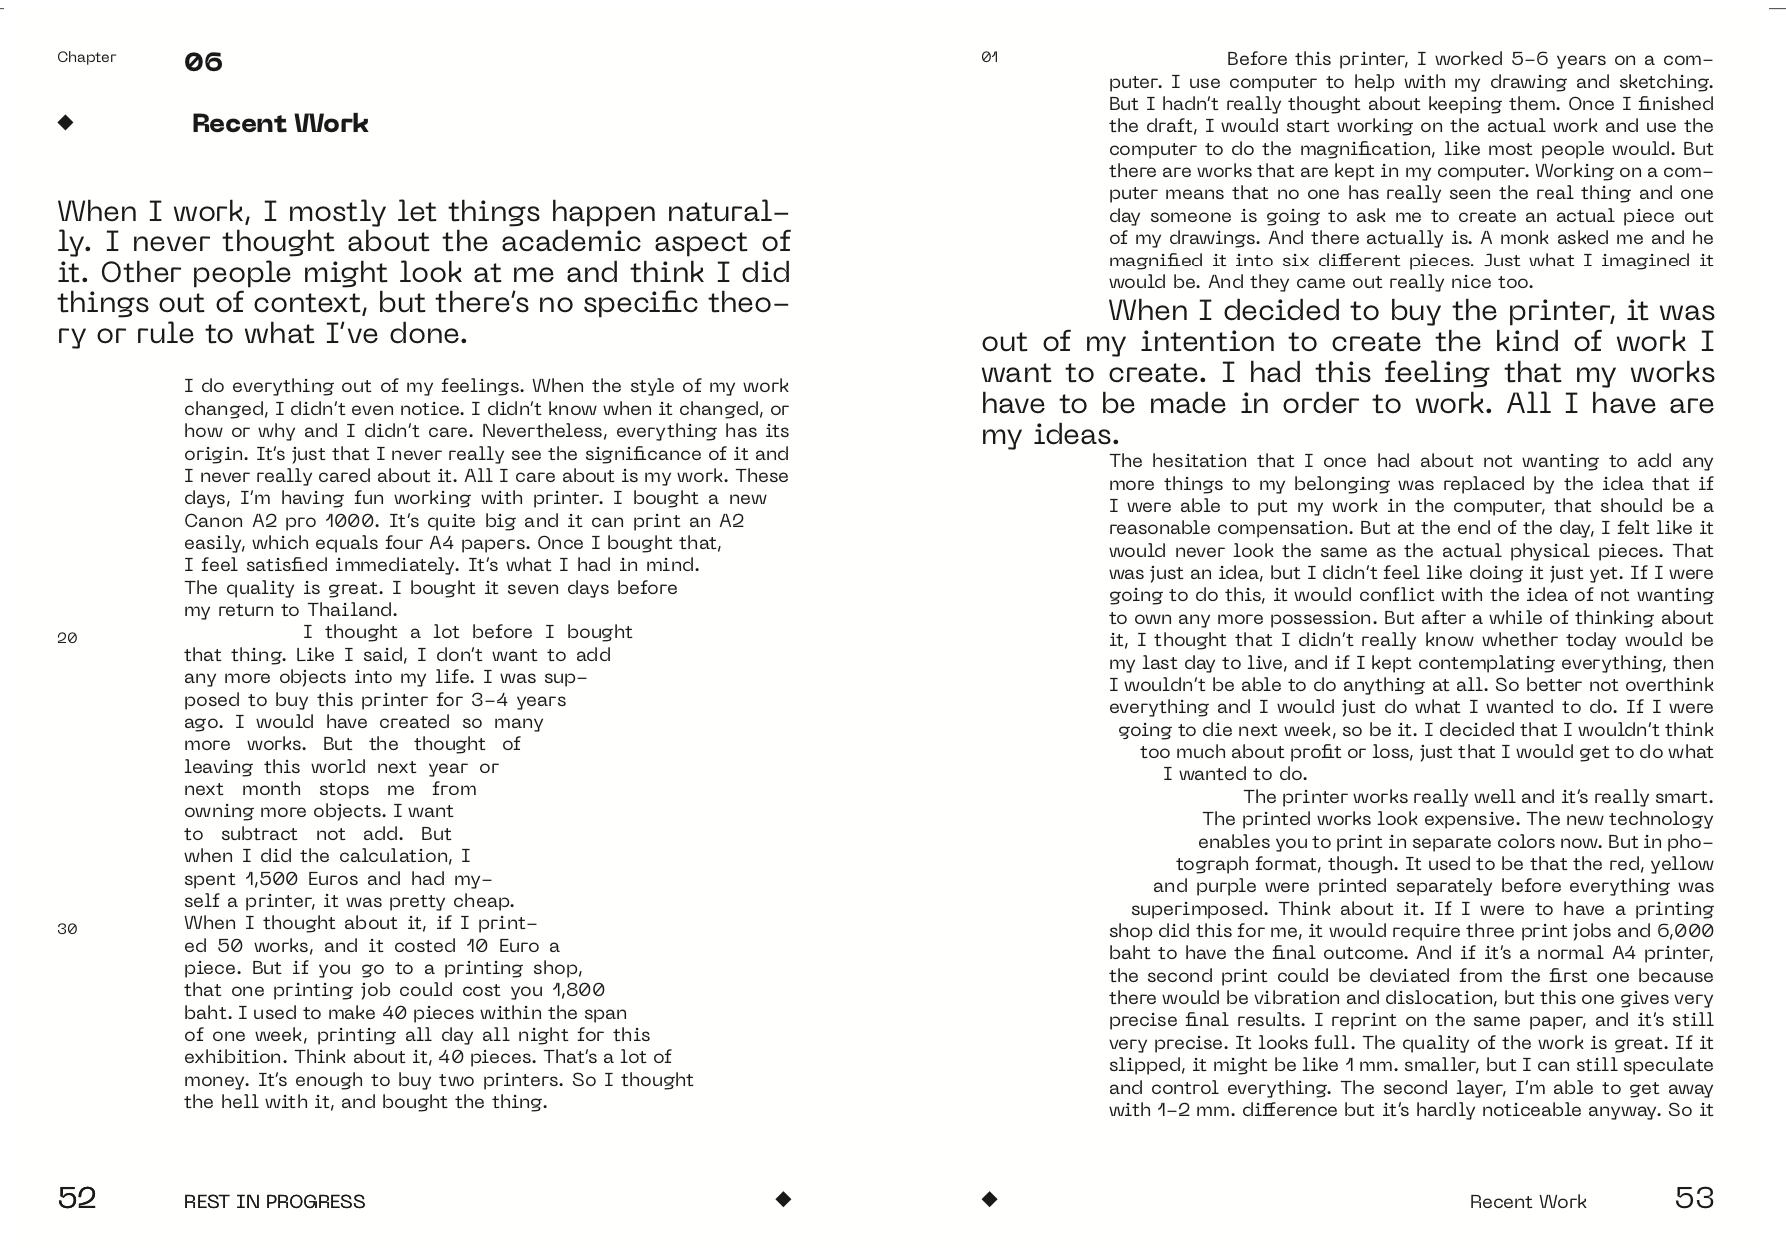 Chapter 06
◆ Recent Work
When I work, I mostly let things happen natural-
ly. I never thought about the academic aspect of
it. Other people might look at me and think I did
things out of context, but there's no specific theo-
ry or rule to what I've done.
I do everything out of my feelings. When the style of my work
changed, I didn't even notice. I didn't know when it changed, or
how or why and I didn't care. Nevertheless, everything has its
origin. It's just that I never really see the significance of it and
I never really cared about it. All I care about is my work. These
days, I'm having fun working with printer. I bought a new
Canon A2 pro 1000. It's quite big and it can print an A2
easily, which equals four A4 papers. Once I bought that,
I feel satisfied immediately. It's what I had in mind.
The quality is great. I bought it seven days before
my return to Thailand.
I thought a lot before I bought
20 that thing. Like I said, I don't want to add
any more objects into my life. I was sup-
posed to buy this printer for 3-4 years
ago. I would have created so many
more works. But the thought of
leaving this world next year or
next month stops me from
owning more objects. I want
to subtract not add. But
when I did the calculation, I
spent 1,500 Euros and had my-
self a printer, it was pretty cheap.
30 When I thought about it, if I print-
ed 50 works, and it costed 10 Euro a
piece. But if you go to a printing shop,
that one printing job could cost you 1,800
baht. I used to make 40 pieces within the span
of one week, printing all day all night for this
exhibition. Think about it, 40 pieces. That's a lot of
money. It's enough to buy two printers. So I thought
the hell with it, and bought the thing.
52 REST IN PROGRESS ◆
01 Before this printer, I worked 5-6 years on a com-
puter. I use computer to help with my drawing and sketching.
But I hadn't really thought about keeping them. Once I finished
the draft, I would start working on the actual work and use the
computer to do the magnification, like most people would. But
there are works that are kept in my computer. Working on a com-
puter means that no one has really seen the real thing and one
day someone is going to ask me to create an actual piece out
of my drawings. And there actually is. A monk asked me and he
magnified it into six different pieces. Just what I imagined it
would be. And they came out really nice too.
When I decided to buy the printer, it was
out of my intention to create the kind of work I
want to create. I had this feeling that my works
have to be made in order to work. All I have are
my ideas.
The hesitation that I once had about not wanting to add any
more things to my belonging was replaced by the idea that if
I were able to put my work in the computer, that should be a
reasonable compensation. But at the end of the day, I felt like it
would never look the same as the actual physical pieces. That
was just an idea, but I didn't feel like doing it just yet. If I were
going to do this, it would conflict with the idea of not wanting
to own any more possession. But after a while of thinking about
it, I thought that I didn't really know whether today would be
my last day to live, and if I kept contemplating everything, then
I wouldn't be able to do anything at all. So better not overthink
everything and I would just do what I wanted to do. If I were
going to die next week, so be it. I decided that I wouldn't think
too much about profit or loss, just that I would get to do what
I wanted to do.
The printer works really well and it's really smart.
The printed works look expensive. The new technology
enables you to print in separate colors now. But in pho-
tograph format, though. It used to be that the red, yellow
and purple were printed separately before everything was
superimposed. Think about it. If I were to have a printing
shop did this for me, it would require three print jobs and 6,000
baht to have the final outcome. And if it's a normal A4 printer,
the second print could be deviated from the first one because
there would be vibration and dislocation, but this one gives very
precise final results. I reprint on the same paper, and it's still
very precise. It looks full. The quality of the work is great. If it
slipped, it might be like 1 mm. smaller, but I can still speculate
and control everything. The second layer, I'm able to get away
with 1-2 mm. difference but it's hardly noticeable anyway. So it
◆ Recent Work 53